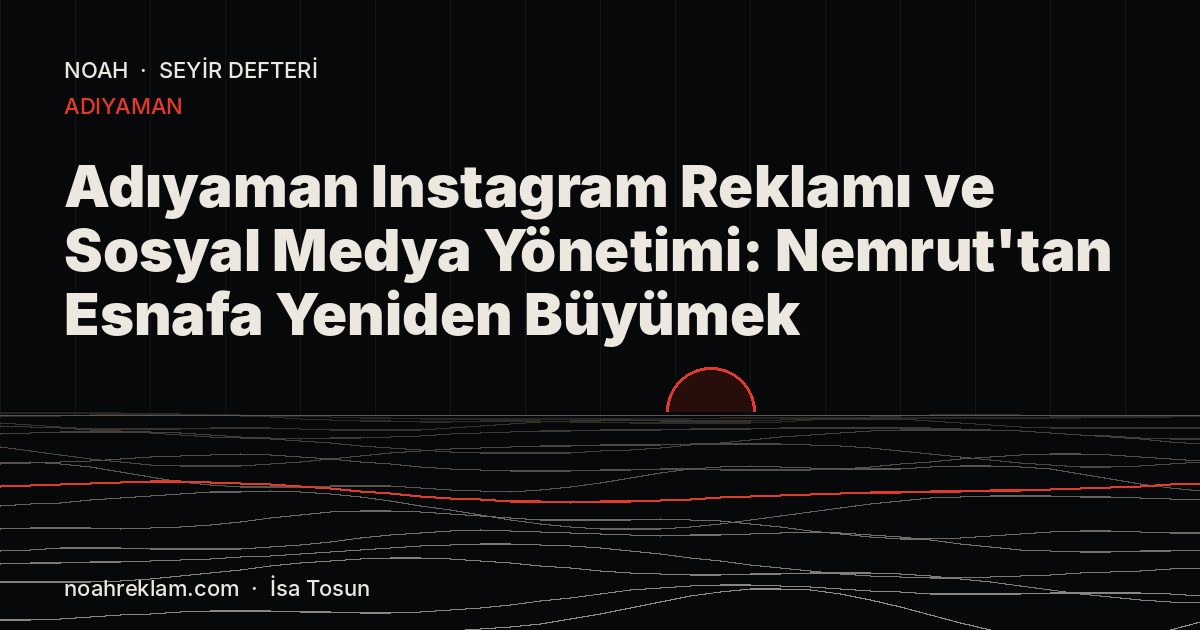 NOAH · SEYİR DEFTERİ
ADIYAMAN
Adıyaman Instagram Reklamı ve
Sosyal Medya Yönetimi: Nemrut'tan
Esnafa Yeniden Büyümek
noahreklam.com · İsa Tosun